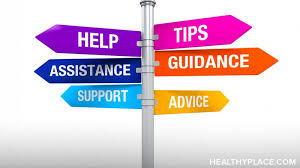 HELP
TIPS
ASSISTANCE
GUIDANCE
SUPPORT
ADVICE
HEALTHYPLACE.COM